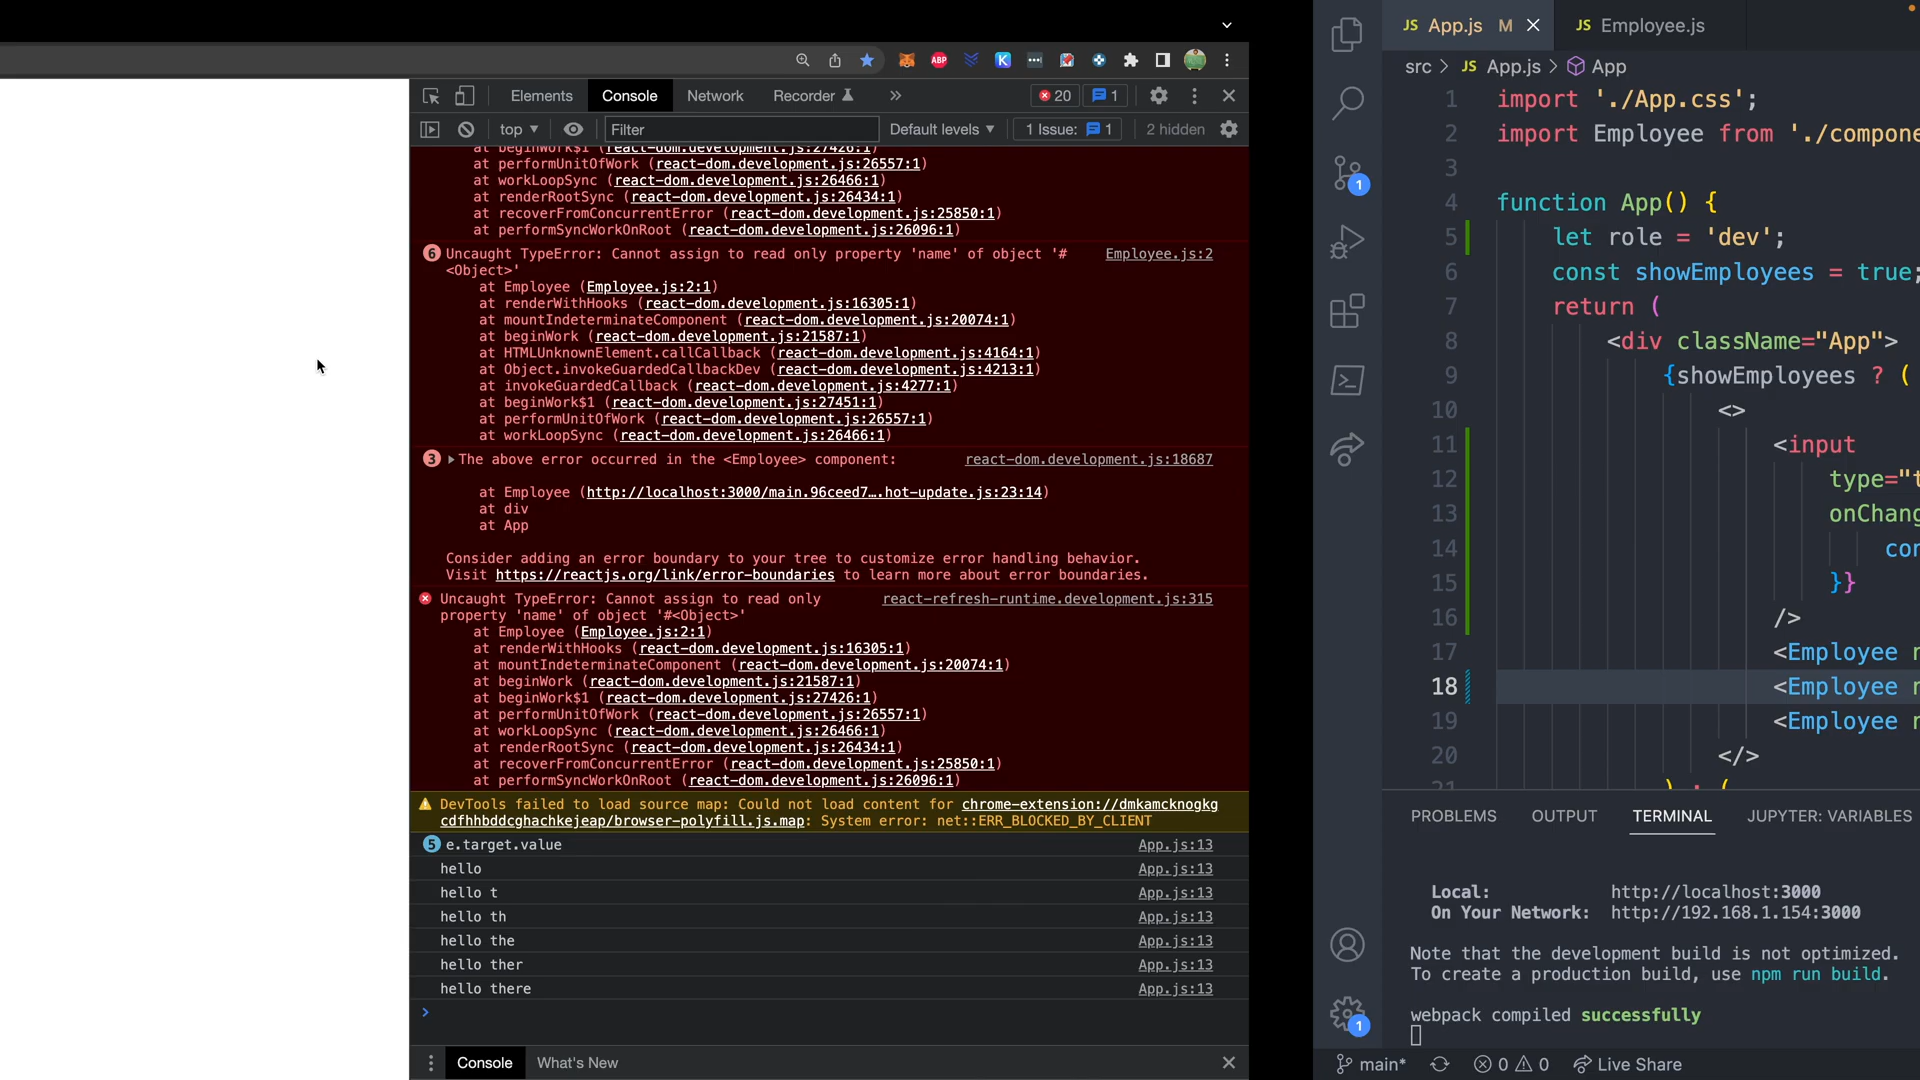 ABP
K
Elements
Console
Network
Recorder
»
20
1
top
Filter
Default levels
1 Issue:
1
2 hidden
at beginWork$1 (react-dom.development.js:27426:1)
at performUnitOfWork (react-dom.development.js:26557:1)
at workLoopSync (react-dom.development.js:26466:1)
at renderRootSync (react-dom.development.js:26434:1)
at recoverFromConcurrentError (react-dom.development.js:25850:1)
at performSyncWorkOnRoot (react-dom.development.js:26096:1)
6 Uncaught TypeError: Cannot assign to read only property 'name' of object '# Employee.js:2
<Object>'
at Employee (Employee.js:2:1)
at renderWithHooks (react-dom.development.js:16305:1)
at mountIndeterminateComponent (react-dom.development.js:20074:1)
at beginWork (react-dom.development.js:21587:1)
at HTMLUnknownElement.callCallback (react-dom.development.js:4164:1)
at Object.invokeGuardedCallbackDev (react-dom.development.js:4213:1)
at invokeGuardedCallback (react-dom.development.js:4277:1)
at beginWork$1 (react-dom.development.js:27451:1)
at performUnitOfWork (react-dom.development.js:26557:1)
at workLoopSync (react-dom.development.js:26466:1)
3 The above error occurred in the <Employee> component: react-dom.development.js:18687
at Employee (http://localhost:3000/main.96ceed7….hot-update.js:23:14)
at div
at App
Consider adding an error boundary to your tree to customize error handling behavior.
Visit https://reactjs.org/link/error-boundaries to learn more about error boundaries.
Uncaught TypeError: Cannot assign to read only react-refresh-runtime.development.js:315
property 'name' of object '#<Object>'
at Employee (Employee.js:2:1)
at renderWithHooks (react-dom.development.js:16305:1)
at mountIndeterminateComponent (react-dom.development.js:20074:1)
at beginWork (react-dom.development.js:21587:1)
at beginWork$1 (react-dom.development.js:27426:1)
at performUnitOfWork (react-dom.development.js:26557:1)
at workLoopSync (react-dom.development.js:26466:1)
at renderRootSync (react-dom.development.js:26434:1)
at recoverFromConcurrentError (react-dom.development.js:25850:1)
at performSyncWorkOnRoot (react-dom.development.js:26096:1)
DevTools failed to load source map: Could not load content for chrome-extension://dmkamcknogkg
cdfhhbddcghachkejeap/browser-polyfill.js.map: System error: net::ERR_BLOCKED_BY_CLIENT
5 e.target.value App.js:13
hello App.js:13
hello t App.js:13
hello th App.js:13
hello the App.js:13
hello ther App.js:13
hello there App.js:13
Console
What's New
JS App.js M
JS Employee.js
src > JS App.js > App
1 import './App.css';
2 import Employee from './compone
3
4 function App() {
5 let role = 'dev';
6 const showEmployees = true;
7 return (
8 <div className="App">
9 {showEmployees ? (
10 <>
11 <input
12 type="t
13 onChang
14 con
15 }}
16 />
17 <Employee n
18 <Employee n
19 <Employee n
20 </>
21 ) : (
1
1
PROBLEMS
OUTPUT
TERMINAL
JUPYTER: VARIABLES
Local: http://localhost:3000
On Your Network: http://192.168.1.154:3000
Note that the development build is not optimized.
To create a production build, use npm run build.
webpack compiled successfully
main*
0
0
Live Share